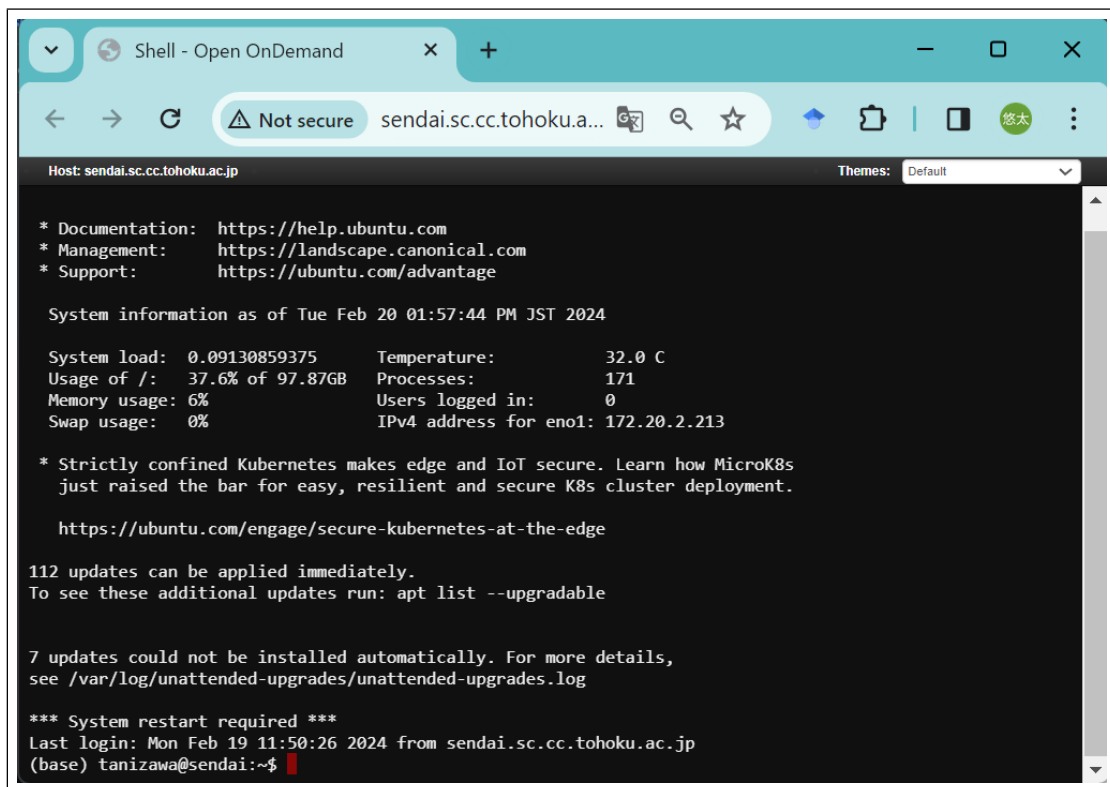 Shell - Open OnDemand
Not secure sendai.sc.cc.tohoku.a...
悠太
Host: sendai.sc.cc.tohoku.ac.jp Themes: Default
* Documentation: https://help.ubuntu.com
* Management: https://landscape.canonical.com
* Support: https://ubuntu.com/advantage
System information as of Tue Feb 20 01:57:44 PM JST 2024
System load: 0.09130859375 Temperature: 32.0 C
Usage of /: 37.6% of 97.87GB Processes: 171
Memory usage: 6% Users logged in: 0
Swap usage: 0% IPv4 address for eno1: 172.20.2.213
* Strictly confined Kubernetes makes edge and IoT secure. Learn how MicroK8s
just raised the bar for easy, resilient and secure K8s cluster deployment.
https://ubuntu.com/engage/secure-kubernetes-at-the-edge
112 updates can be applied immediately.
To see these additional updates run: apt list --upgradable
7 updates could not be installed automatically. For more details,
see /var/log/unattended-upgrades/unattended-upgrades.log
*** System restart required ***
Last login: Mon Feb 19 11:50:26 2024 from sendai.sc.cc.tohoku.ac.jp
(base) tanizawa@sendai:~$